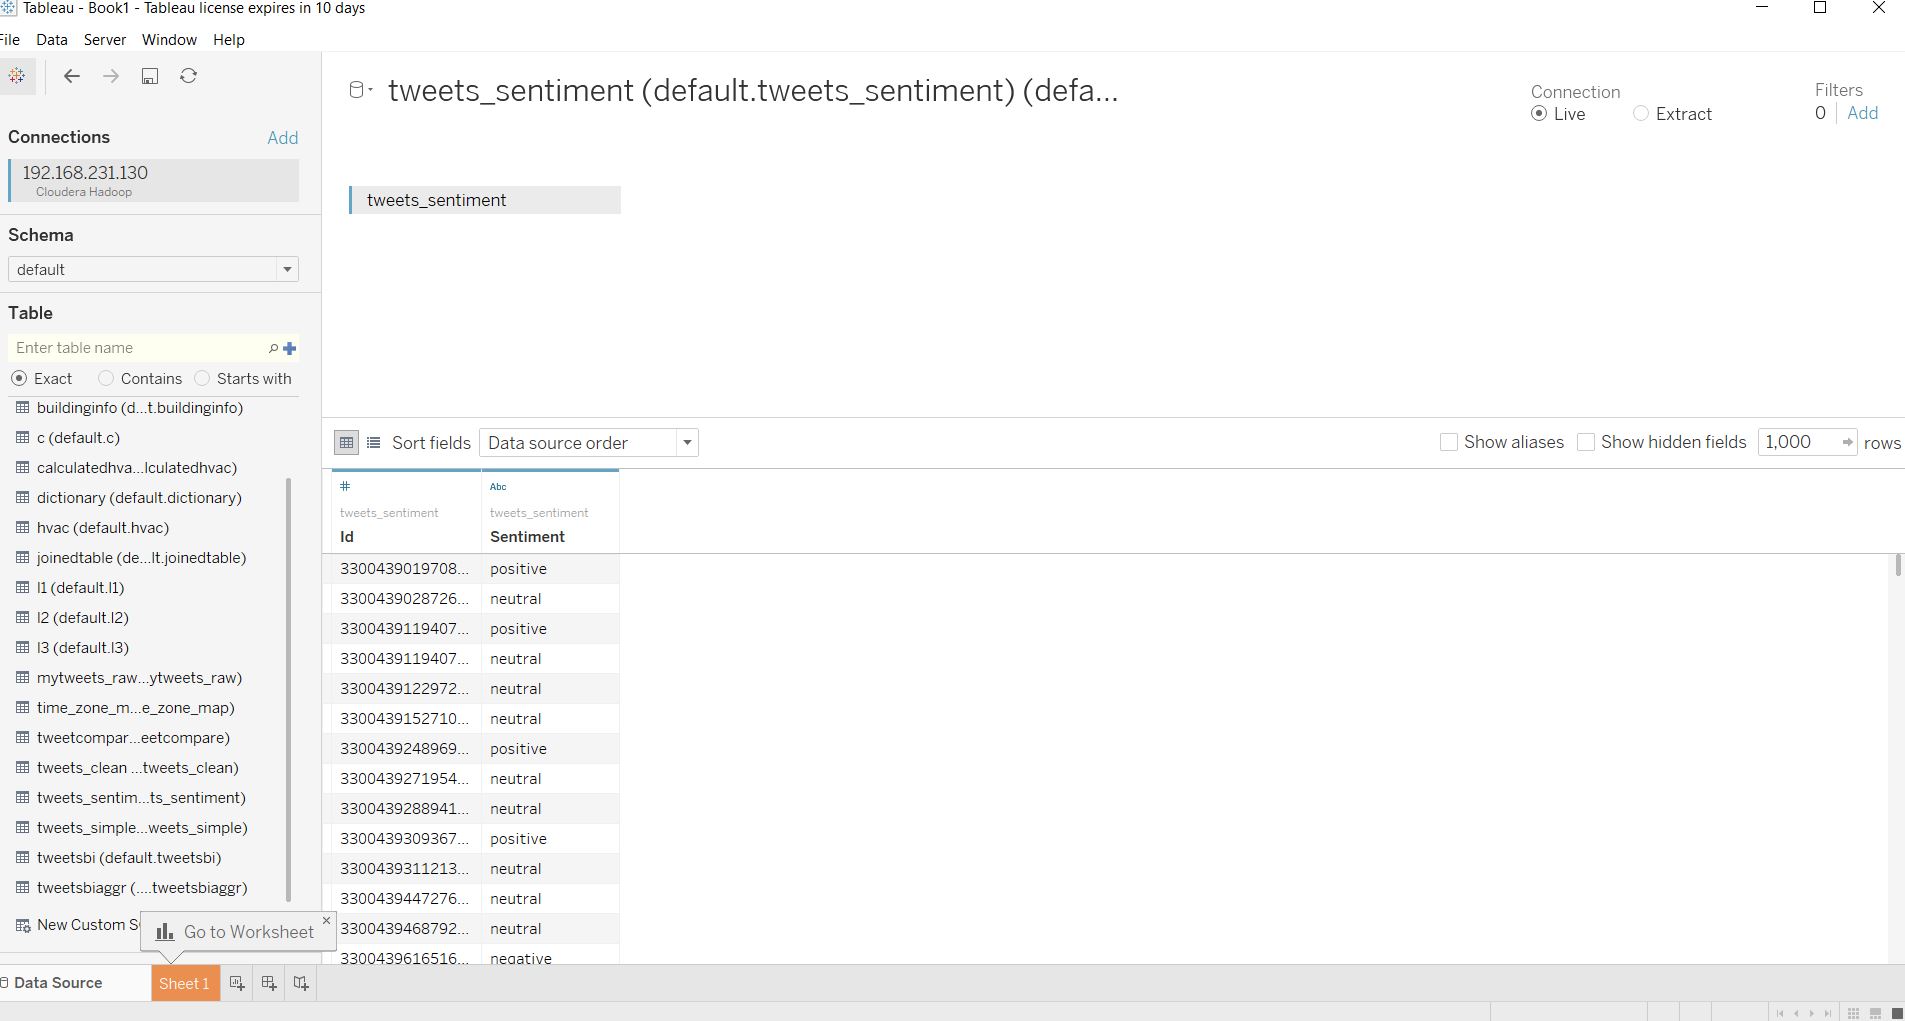 Tableau - Book1 - Tableau license expires in 10 days
File Data Server Window Help
Connections Add
192.168.231.130
Cloudera Hadoop
Schema
default
Table
Enter table name
Exact Contains Starts with
buildinginfo (d...t.buildinginfo)
c (default.c)
calculatedhva...lculatedhvac)
dictionary (default.dictionary)
hvac (default.hvac)
joinedtable (de...lt.joinedtable)
l1 (default.l1)
l2 (default.l2)
l3 (default.l3)
mytweets_raw...ytweets_raw)
time_zone_m...e_zone_map)
tweetcompar...eetcompare)
tweets_clean ...tweets_clean)
tweets_sentim...ts_sentiment)
tweets_simple...weets_simple)
tweetsbi (default.tweetsbi)
tweetsbiaggr (....tweetsbiaggr)
New Custom S
Go to Worksheet
tweets_sentiment (default.tweets_sentiment) (defa...
Connection
Live Extract
Filters
0 Add
tweets_sentiment
Sort fields Data source order
Show aliases Show hidden fields 1,000 rows
# Abc
tweets_sentiment tweets_sentiment
Id Sentiment
3300439019708... positive
3300439028726... neutral
3300439119407... positive
3300439119407... neutral
3300439122972... neutral
3300439152710... neutral
3300439248969... positive
3300439271954... neutral
3300439288941... neutral
3300439309367... positive
3300439311213... neutral
3300439447276... neutral
3300439468792... neutral
3300439616516... negative
Data Source Sheet 1